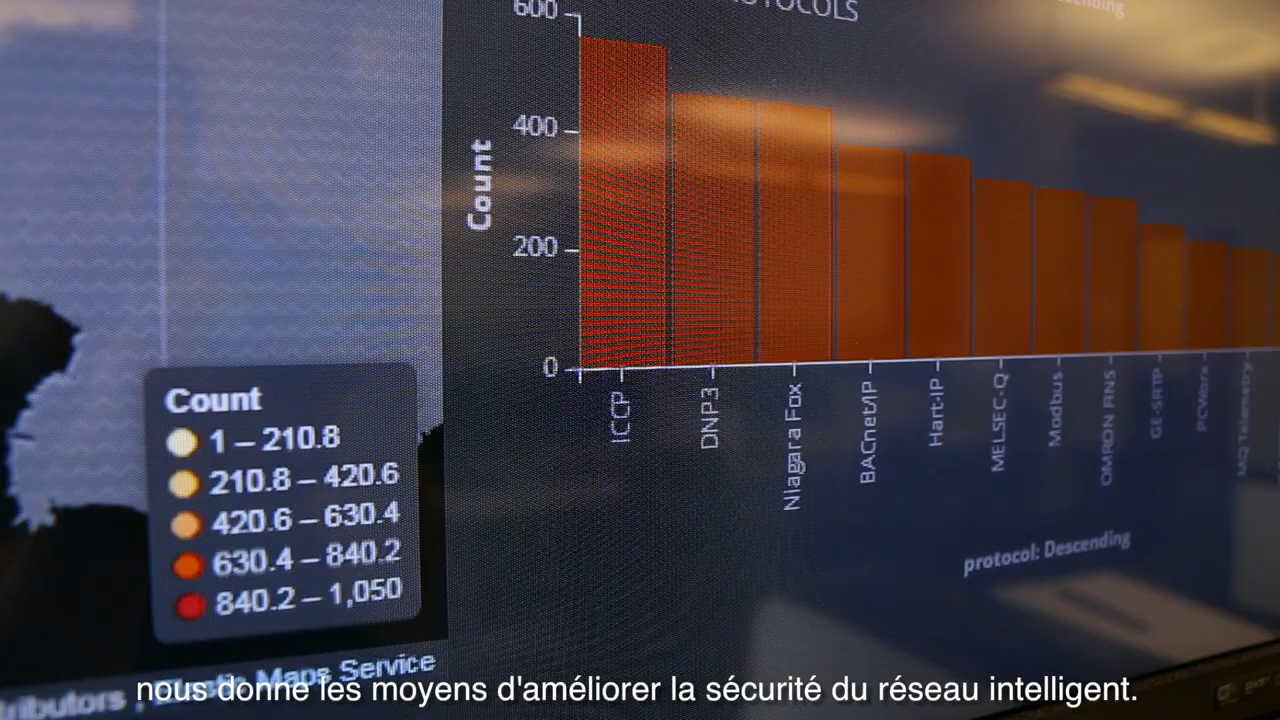 600
400
200
0
Count
ICCP
DNP3
Niagara Fox
BACnet/IP
Hart-IP
MELSEC-Q
Modbus
OMRON FINS
GE-SRTP
PCWorx
MQ Telemetry
protocol: Descending
Count
1 – 210.8
210.8 – 420.6
420.6 – 630.4
630.4 – 840.2
840.2 – 1,050
Maps Service
nous donne les moyens d'améliorer la sécurité du réseau intelligent.